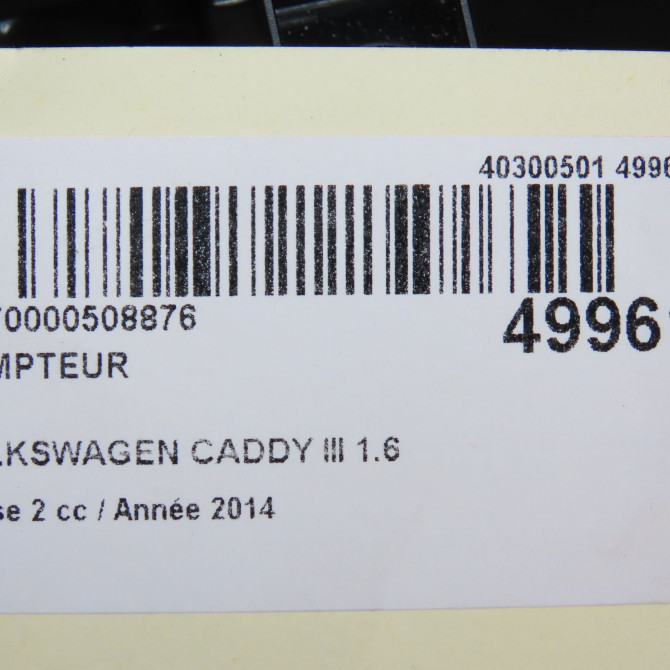 40300501 4996
70000508876
4996
MPTEUR
LKSWAGEN CADDY III 1.6
se 2 cc / Année 2014